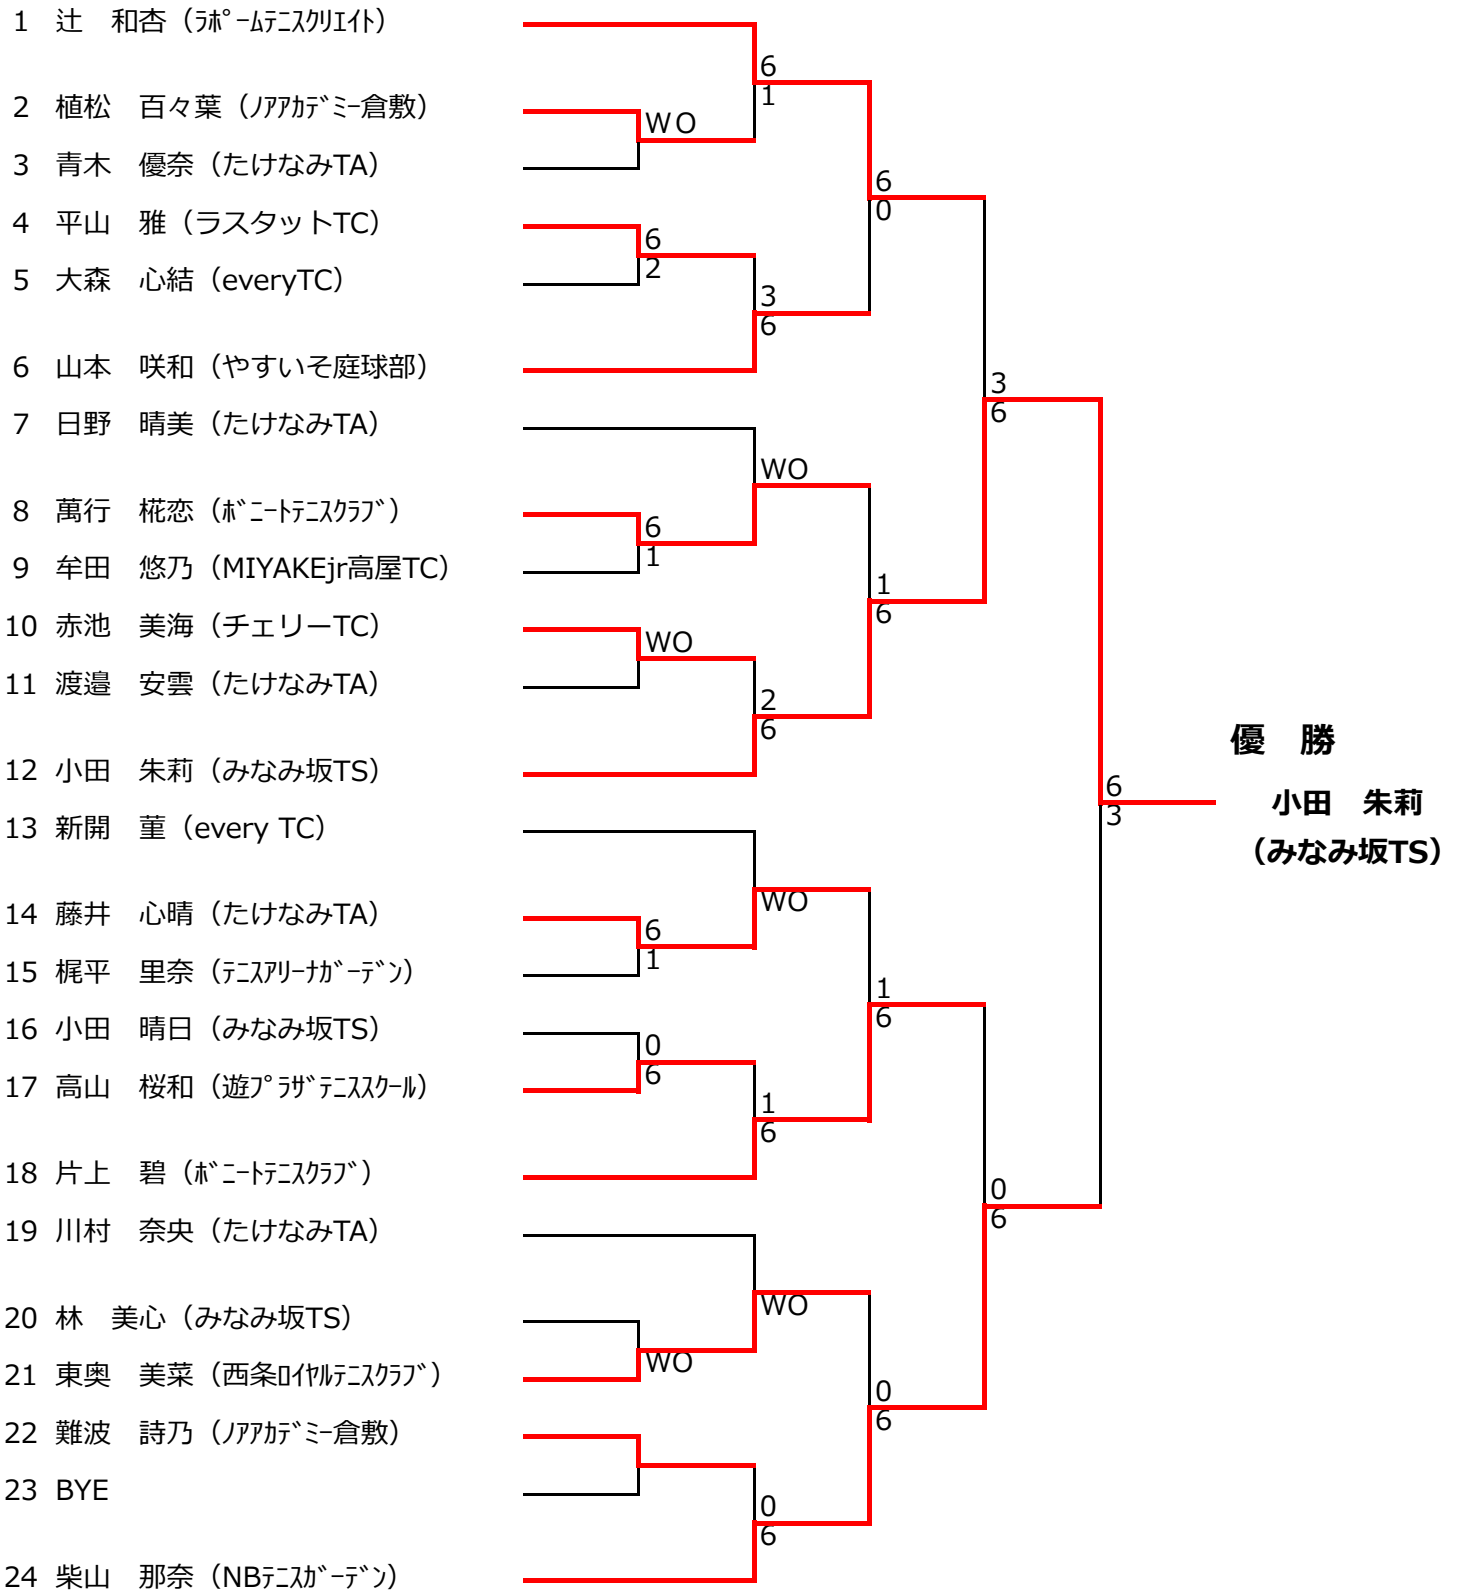 1 辻　和杏（ﾗﾎﾟｰﾑﾃﾆｽｸﾘｴｲﾄ）
6
1
2 植松　百々葉（ﾉｱｱｶﾃﾞﾐｰ倉敷）
WO
3 青木　優奈（たけなみTA）
6
0
4 平山　雅（ラスタットTC）
6
2
5 大森　心結（everyTC）
3
6
6 山本　咲和（やすいそ庭球部）
3
6
7 日野　晴美（たけなみTA）
WO
8 萬行　椛恋（ﾎﾞﾆｰﾄﾃﾆｽｸﾗﾌﾞ）
6
1
9 牟田　悠乃（MIYAKEjr高屋TC）
1
6
10 赤池　美海（チェリーTC）
WO
11 渡邉　安雲（たけなみTA）
2
6
優　勝
12 小田　朱莉（みなみ坂TS）
6
3
小田　朱莉
（みなみ坂TS）
13 新開　菫（every TC）
WO
14 藤井　心晴（たけなみTA）
6
1
15 梶平　里奈（ﾃﾆｽｱﾘｰﾅｶﾞｰﾃﾞﾝ）
1
6
16 小田　晴日（みなみ坂TS）
0
6
17 高山　桜和（遊ﾌﾟﾗｻﾞﾃﾆｽｽｸｰﾙ）
1
6
18 片上　碧（ﾎﾞﾆｰﾄﾃﾆｽｸﾗﾌﾞ）
0
6
19 川村　奈央（たけなみTA）
WO
20 林　美心（みなみ坂TS）
WO
21 東奥　美菜（西条ﾛｲﾔﾙﾃﾆｽｸﾗﾌﾞ）
0
6
22 難波　詩乃（ﾉｱｱｶﾃﾞﾐｰ倉敷）
23 BYE
0
6
24 柴山　那奈（NBﾃﾆｽｶﾞｰﾃﾞﾝ）